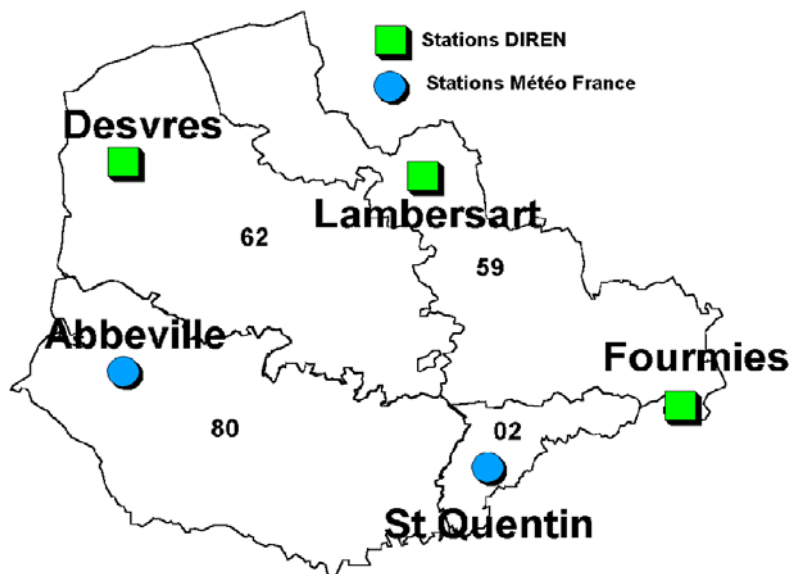 Stations DIREN
Stations Météo France
Desvres
Lambersart
62
59
Abbeville
Fourmies
80
02
St Quentin